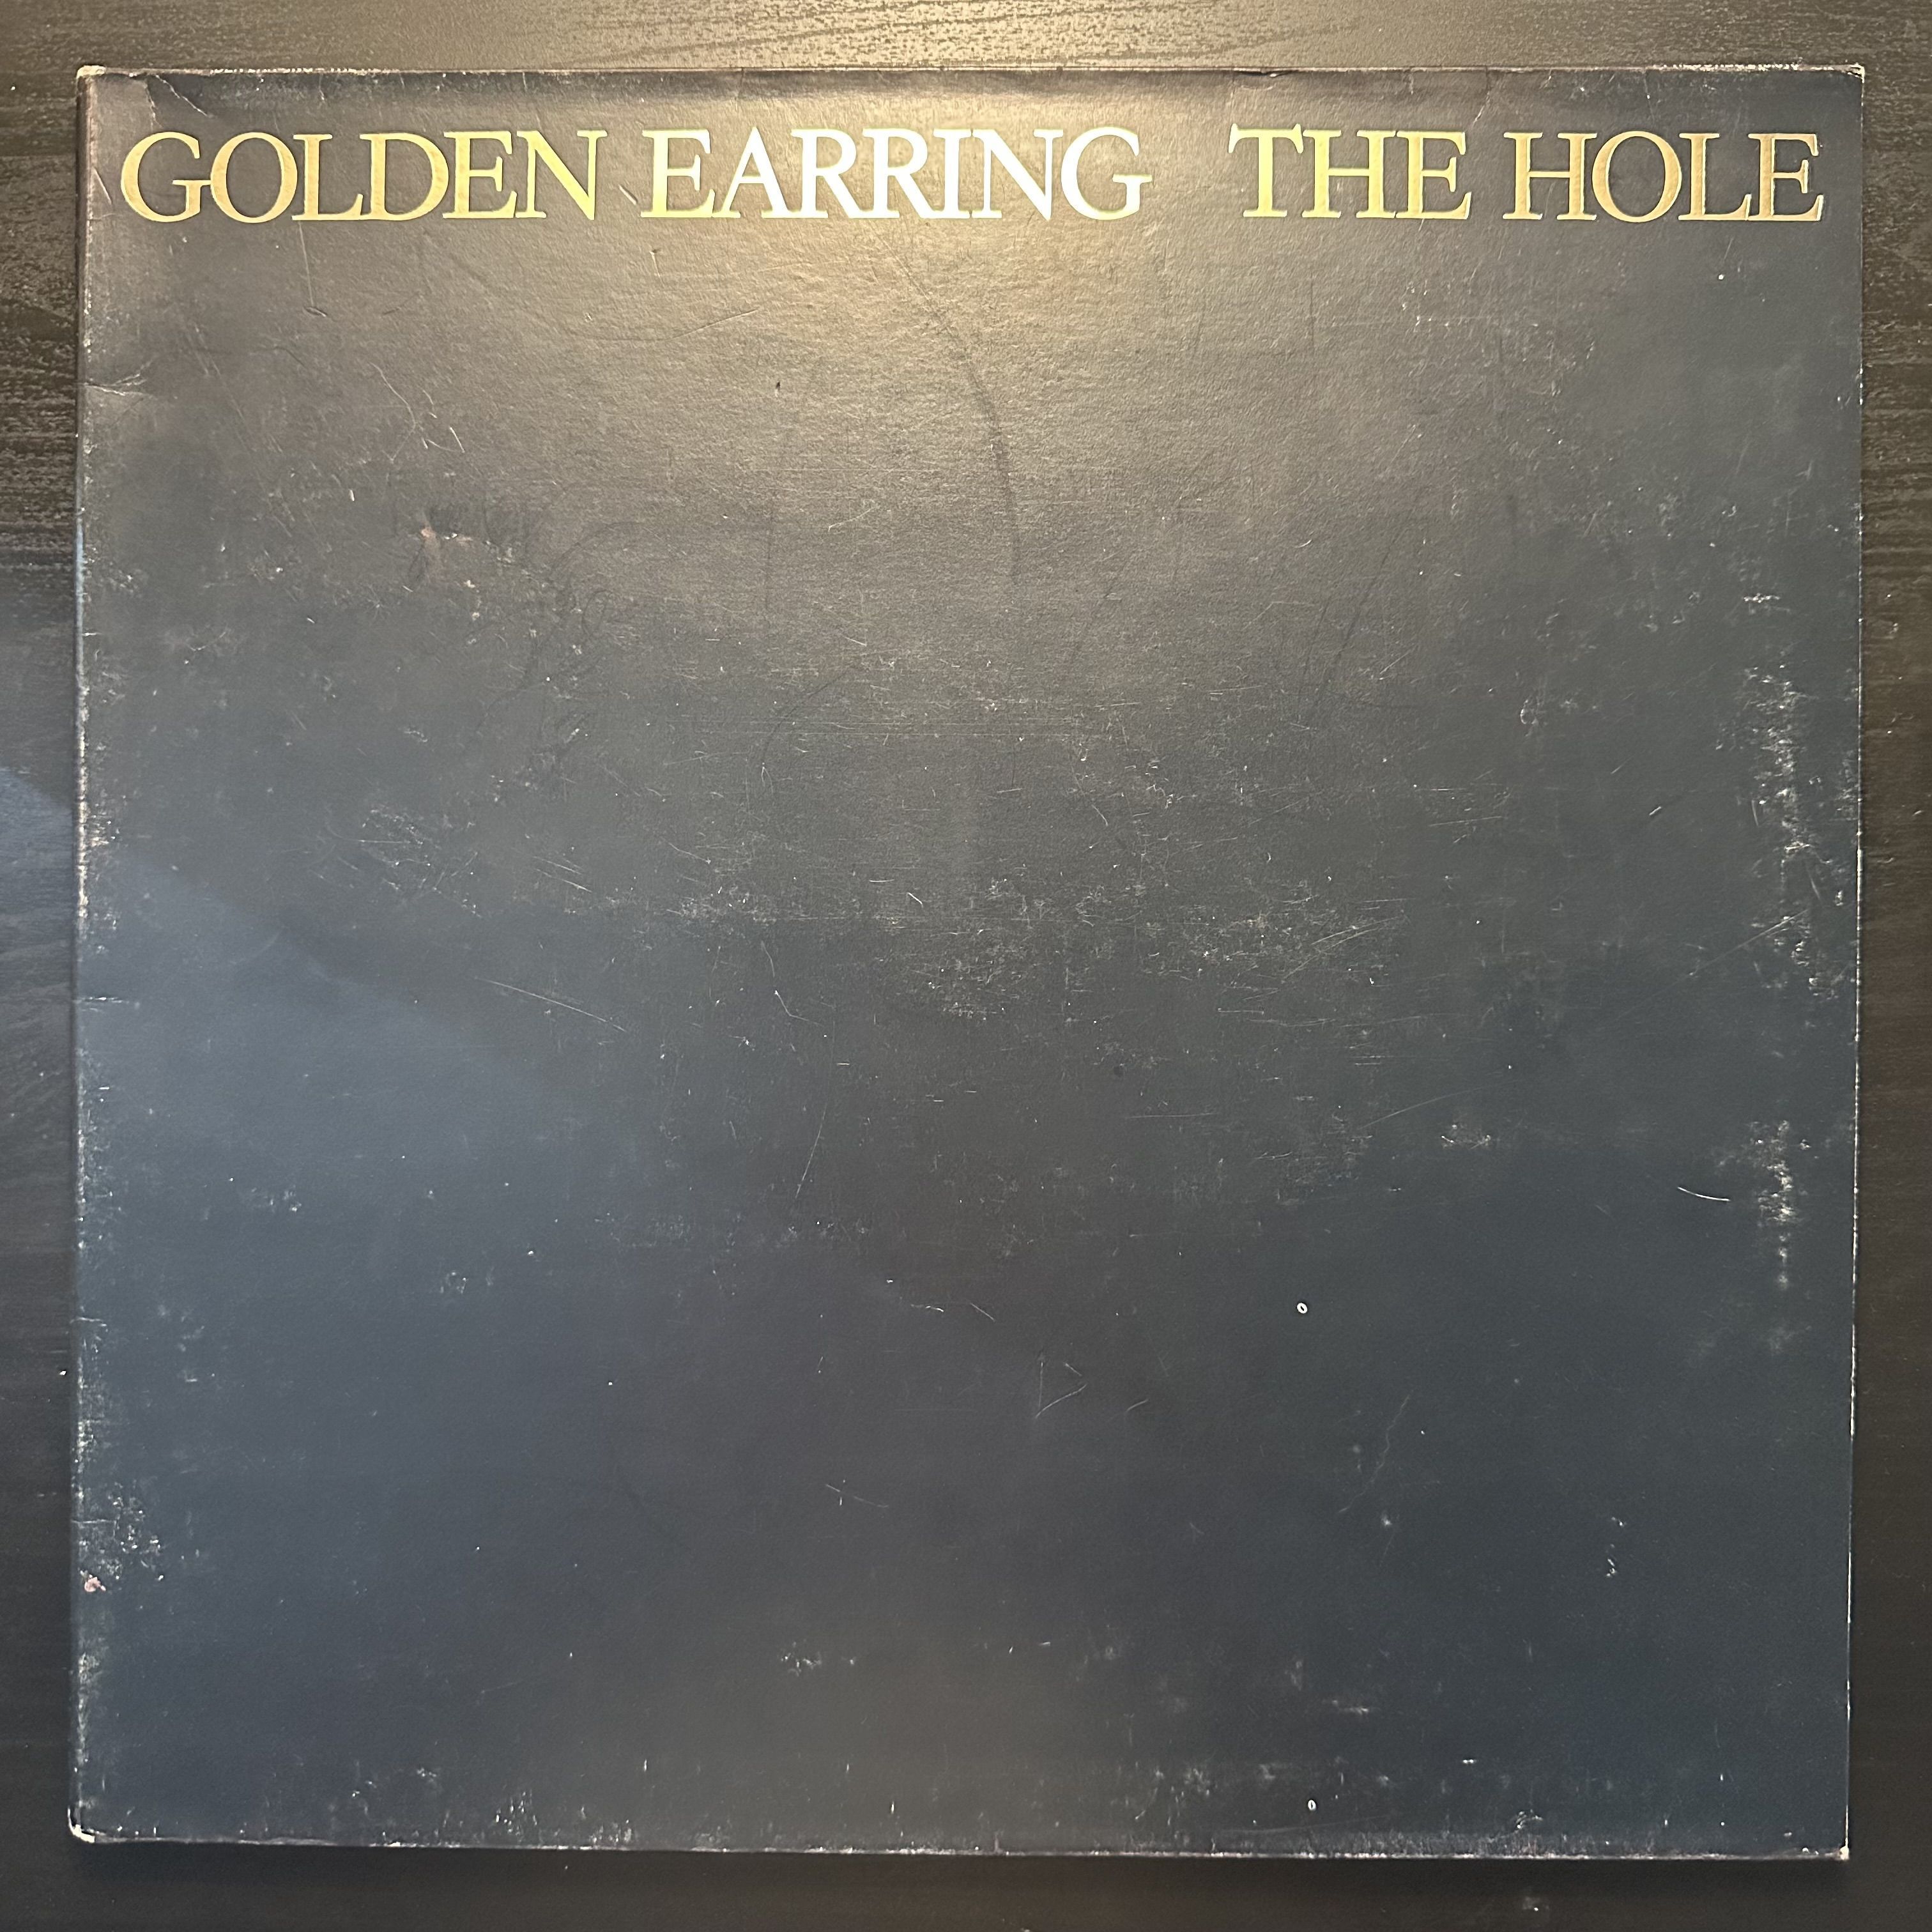 GOLDEN EARRING THE HOLE